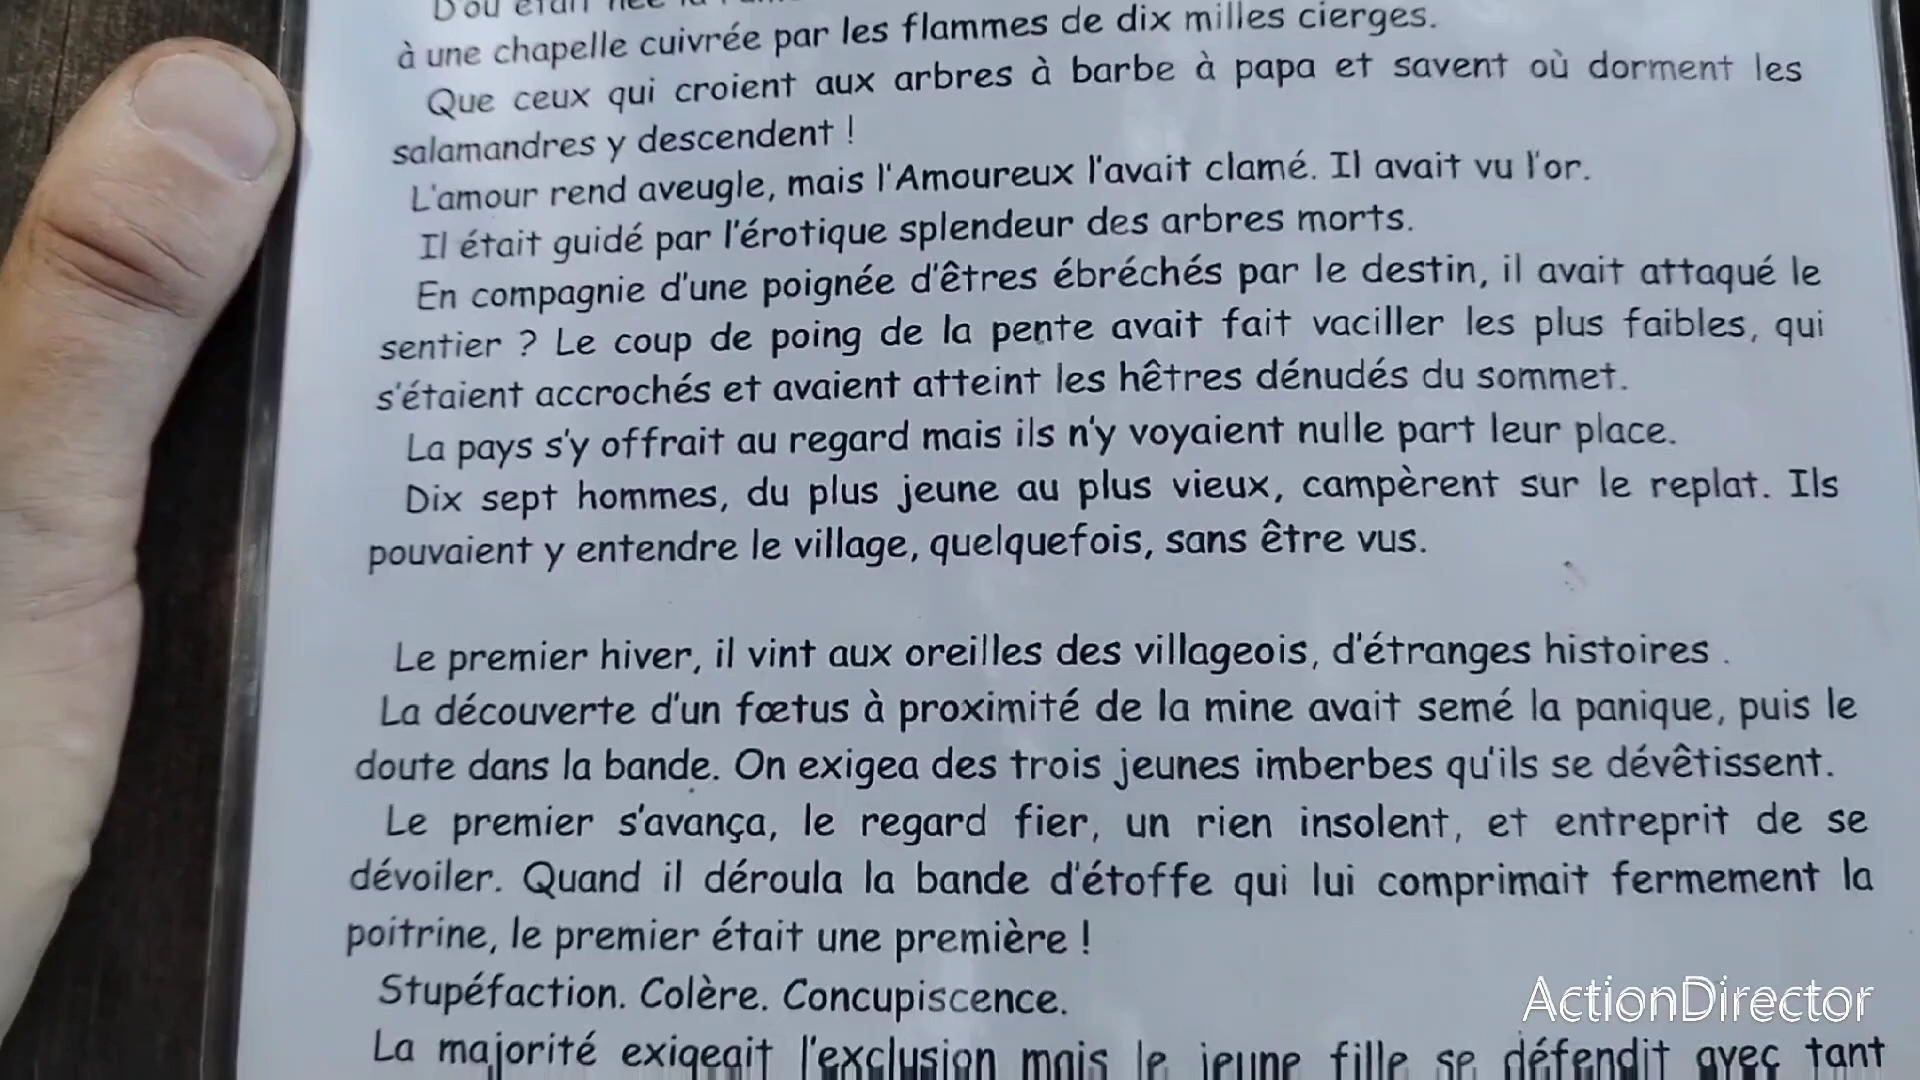 D'où était née la
à une chapelle cuivrée par les flammes de dix milles cierges.
Que ceux qui croient aux arbres à barbe à papa et savent où dorment les
salamandres y descendent !
L'amour rend aveugle, mais l'Amoureux l'avait clamé. Il avait vu l'or.
Il était guidé par l'érotique splendeur des arbres morts.
En compagnie d'une poignée d'êtres ébréchés par le destin, il avait attaqué le
sentier ? Le coup de poing de la pente avait fait vaciller les plus faibles, qui
s'étaient accrochés et avaient atteint les hêtres dénudés du sommet.
La pays s'y offrait au regard mais ils n'y voyaient nulle part leur place.
Dix sept hommes, du plus jeune au plus vieux, campèrent sur le replat. Ils
pouvaient y entendre le village, quelquefois, sans être vus.
Le premier hiver, il vint aux oreilles des villageois, d'étranges histoires .
La découverte d'un fœtus à proximité de la mine avait semé la panique, puis le
doute dans la bande. On exigea des trois jeunes imberbes qu'ils se dévêtissent.
Le premier s'avança, le regard fier, un rien insolent, et entreprit de se
dévoiler. Quand il déroula la bande d'étoffe qui lui comprimait fermement la
poitrine, le premier était une première !
Stupéfaction. Colère. Concupiscence.
La majorité exigeait l'exclusion mais le jeune fille se défendit avec tant
ActionDirector